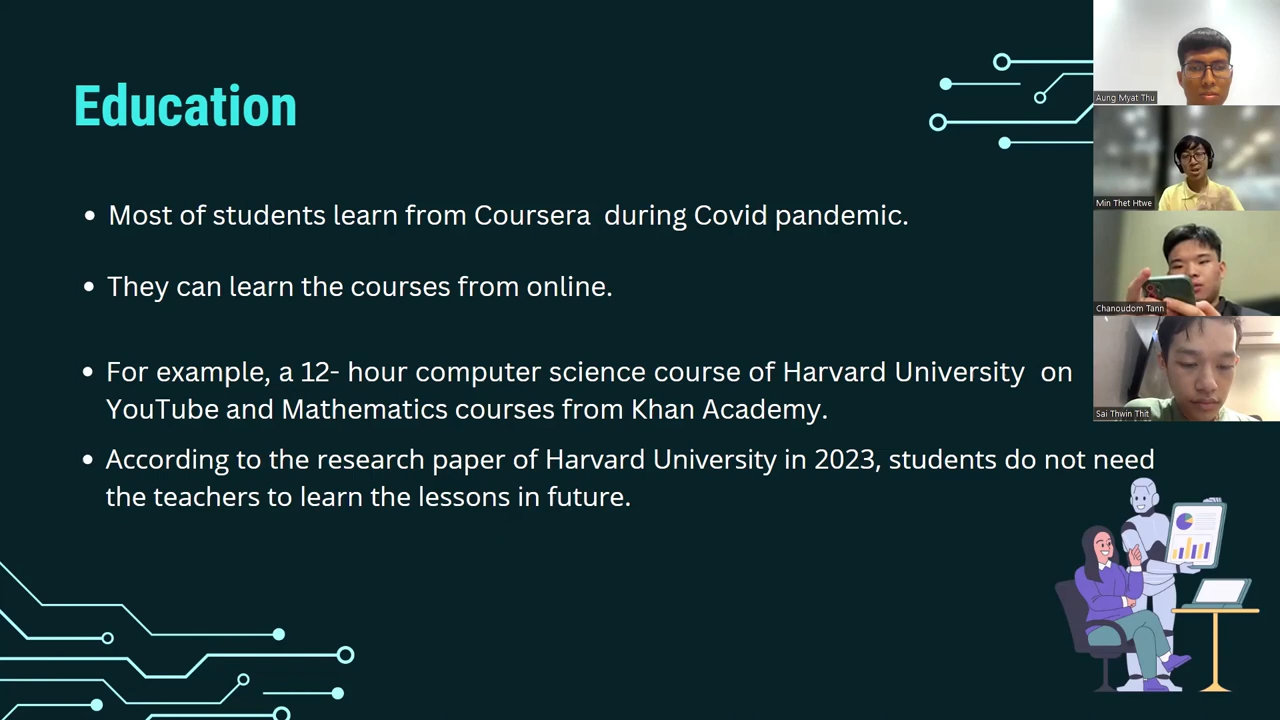 Education
Most of students learn from Coursera during Covid pandemic.
They can learn the courses from online.
For example, a 12- hour computer science course of Harvard University on
YouTube and Mathematics courses from Khan Academy.
According to the research paper of Harvard University in 2023, students do not need
the teachers to learn the lessons in future.
Aung Myat Thu
Min Thet Htwe
Chanoudom Tann
Sai Thwin Thit